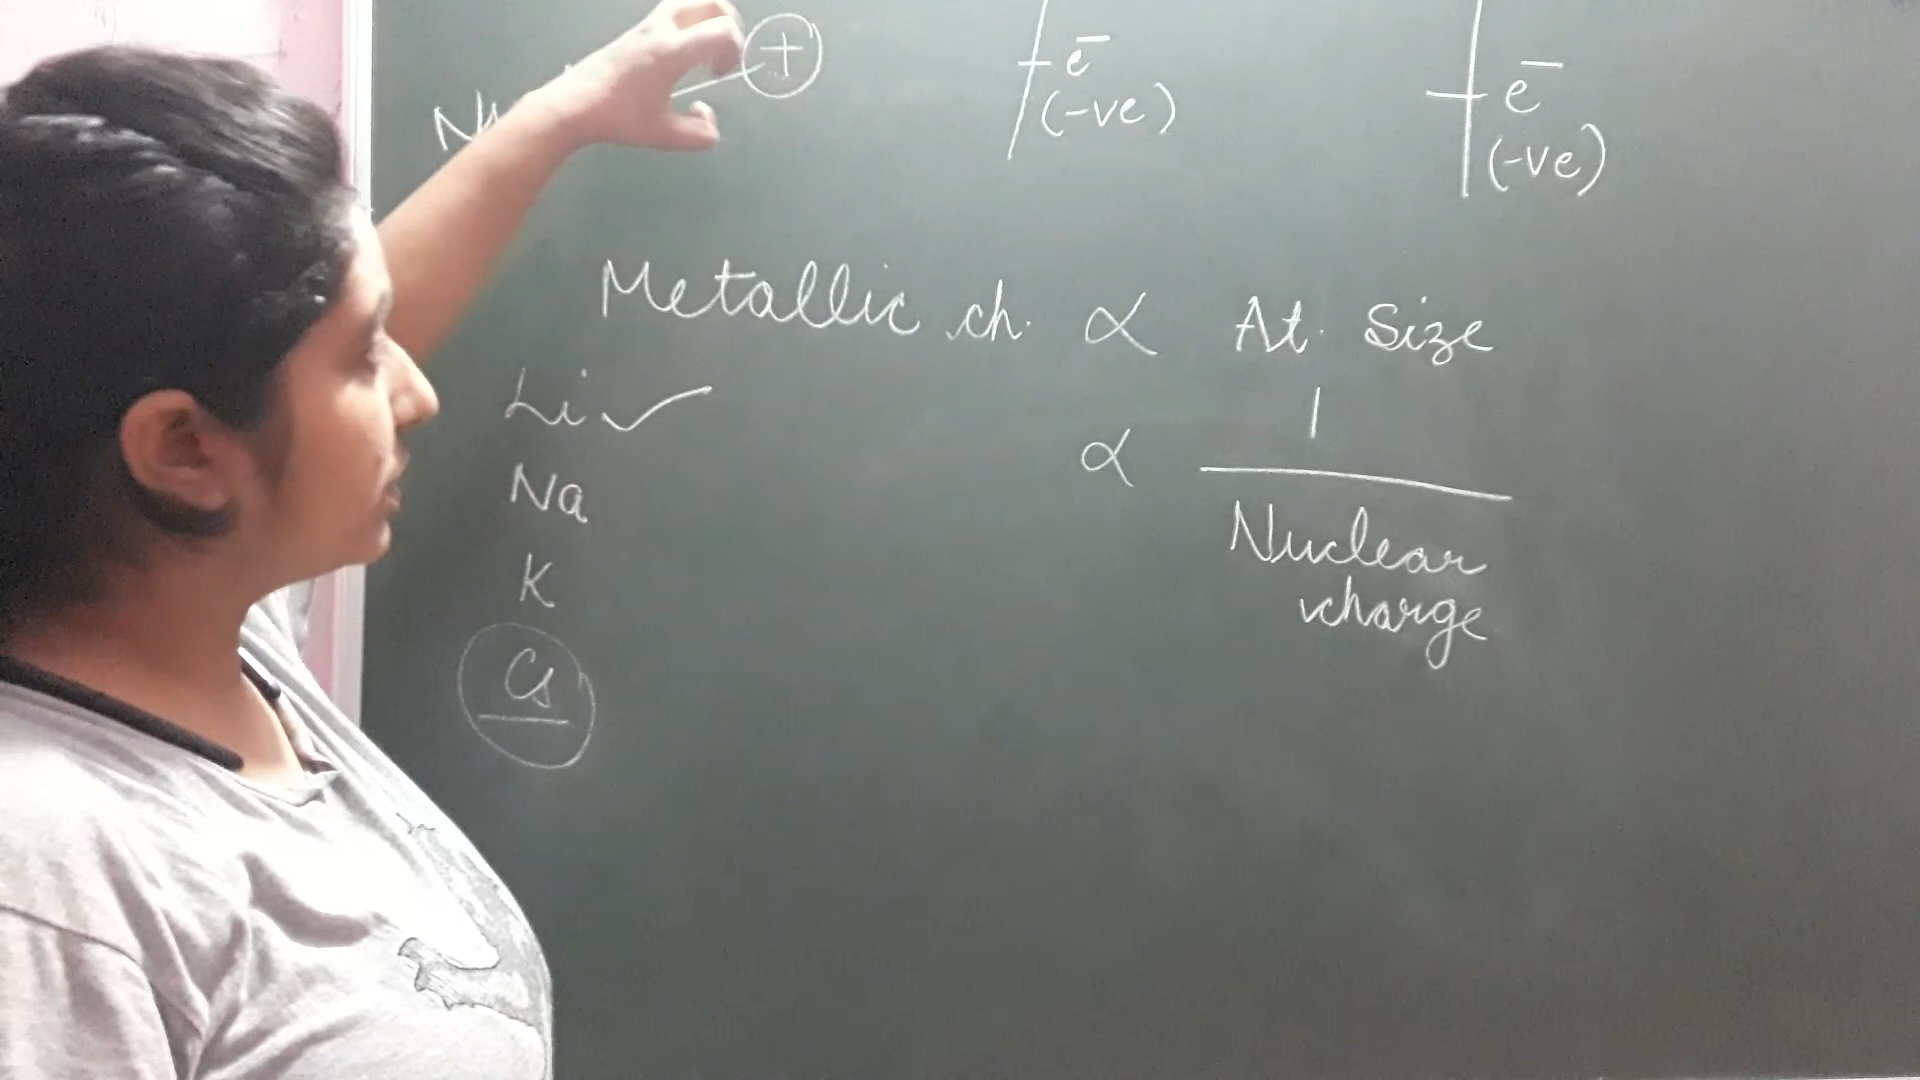 +
e⁻
(-ve)
e⁻
(-ve)
Metallic ch. ∝ At. Size
Li ✓
∝ 1
Nuclear
charge
Na
K
Cs